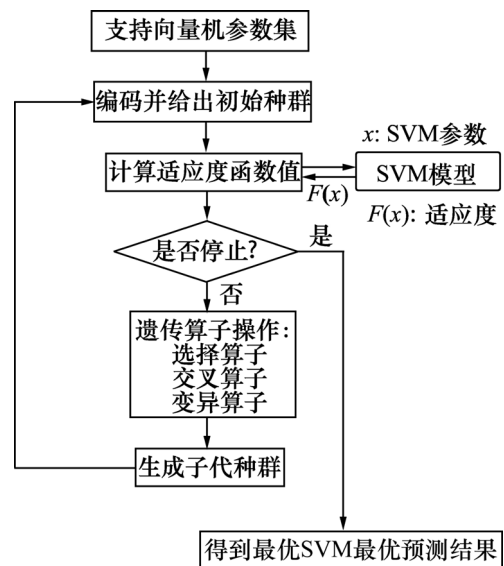 支持向量机参数集
编码并给出初始种群
x: SVM参数
计算适应度函数值
SVM模型
F(x)
F(x): 适应度
是否停止?
是
否
遗传算子操作:
选择算子
交叉算子
变异算子
生成子代种群
得到最优SVM最优预测结果